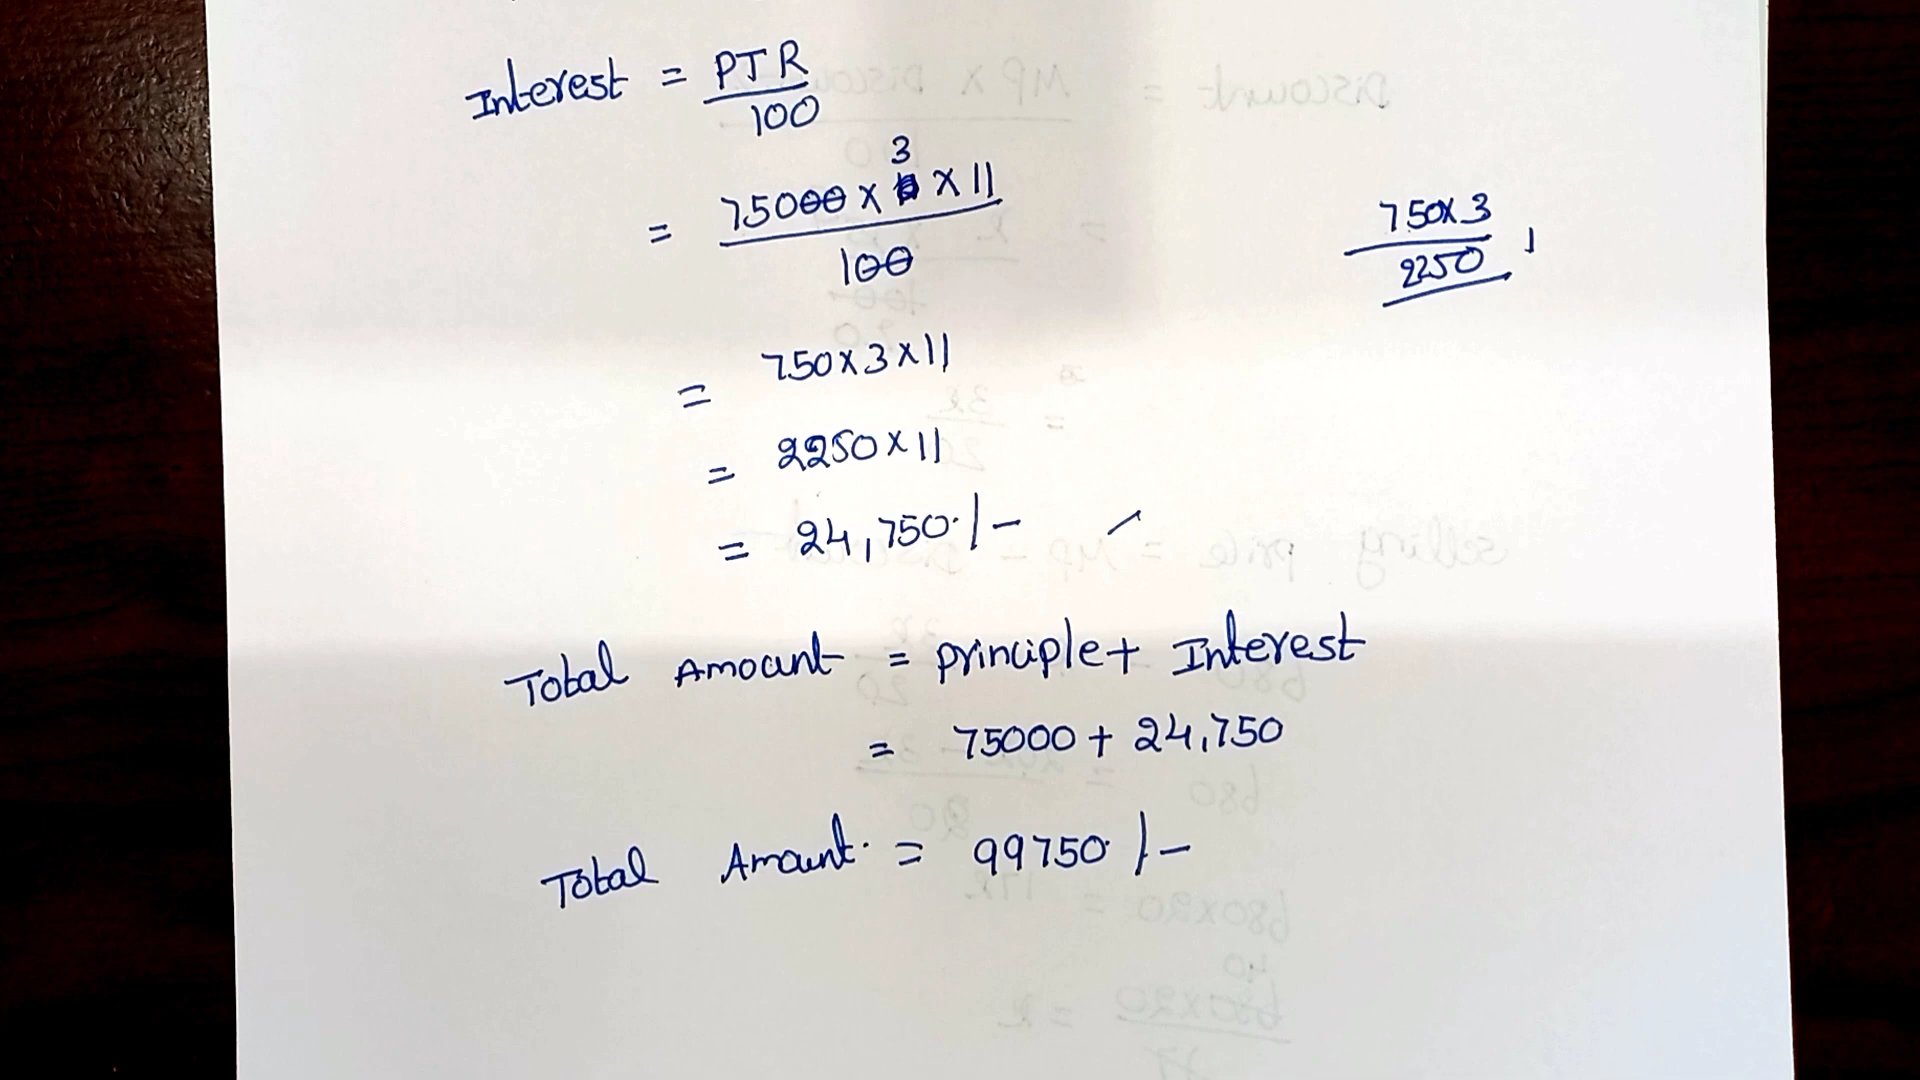 Interest = PTR
100
= 75000 x 3 x 11
100
750x3
2250
= 750x3x11
= 2250x11
= 24,750/-
Total Amount = principle+ Interest
= 75000 + 24,750
Total Amount = 99750/-